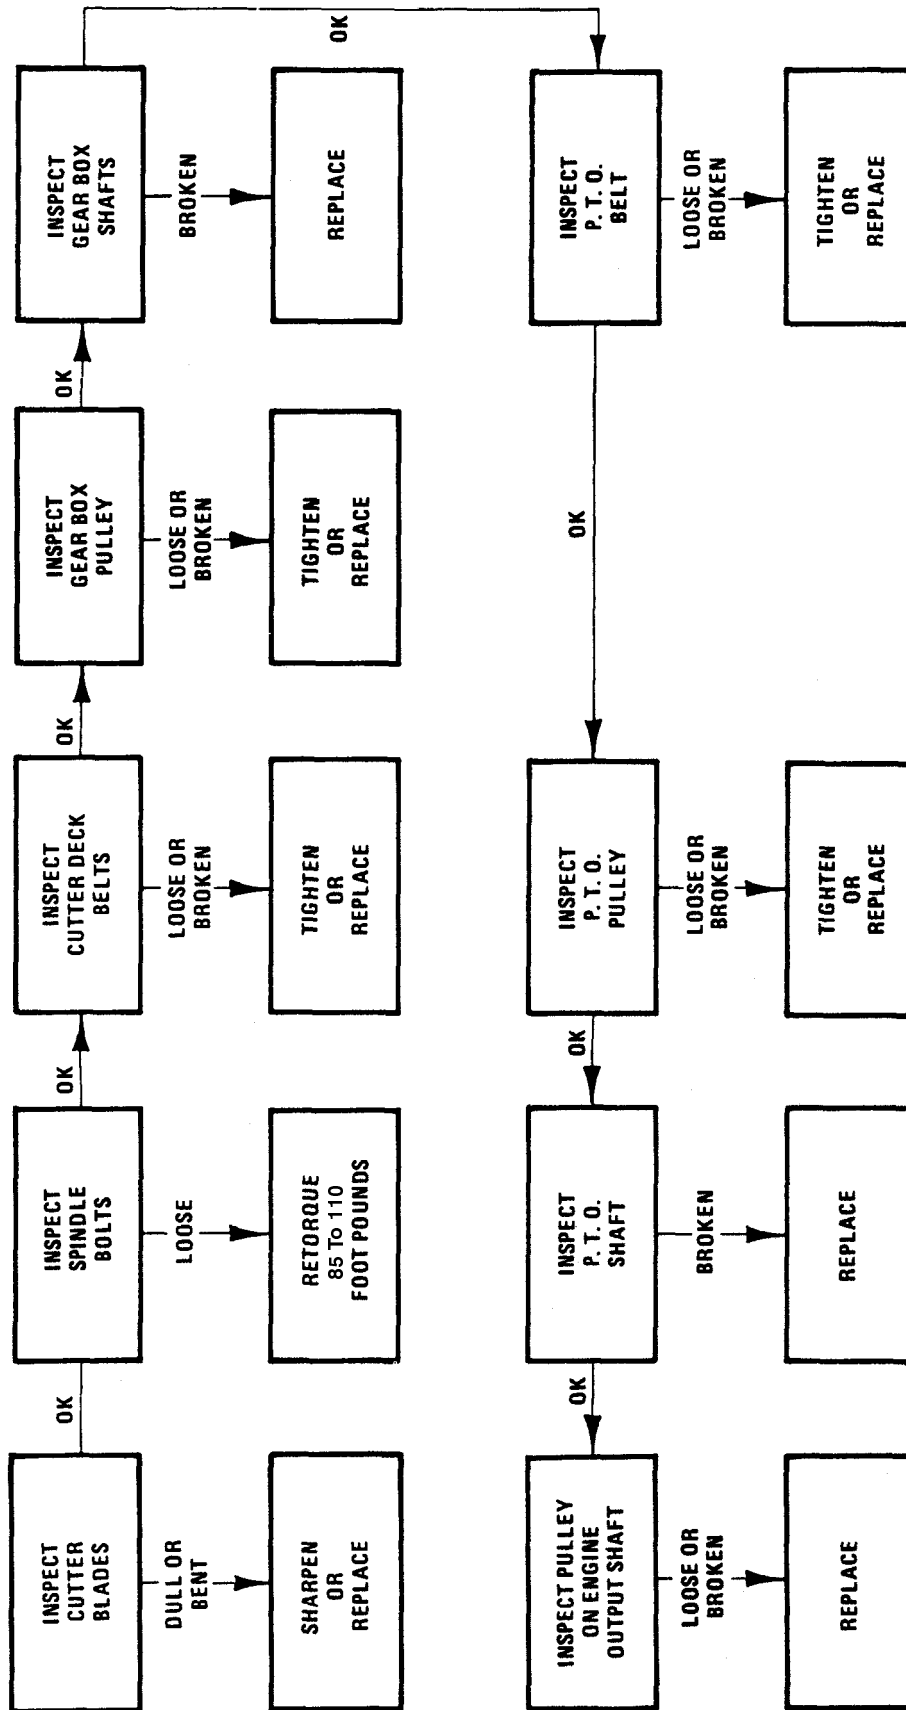 INSPECT
CUTTER
BLADES
OK
INSPECT
SPINDLE
BOLTS
OK
INSPECT
CUTTER DECK
BELTS
OK
INSPECT
GEAR BOX
PULLEY
OK
INSPECT
GEAR BOX
SHAFTS
OK
DULL OR
BENT
LOOSE
LOOSE OR
BROKEN
LOOSE OR
BROKEN
BROKEN
SHARPEN
OR
REPLACE
RETORQUE
85 To 110
FOOT POUNDS
TIGHTEN
OR
REPLACE
TIGHTEN
OR
REPLACE
REPLACE
INSPECT PULLEY
ON ENGINE
OUTPUT SHAFT
OK
INSPECT
P. T. O.
SHAFT
OK
INSPECT
P. T. O.
PULLEY
OK
INSPECT
P. T. O.
BELT
LOOSE OR
BROKEN
BROKEN
LOOSE OR
BROKEN
LOOSE OR
BROKEN
REPLACE
REPLACE
TIGHTEN
OR
REPLACE
TIGHTEN
OR
REPLACE